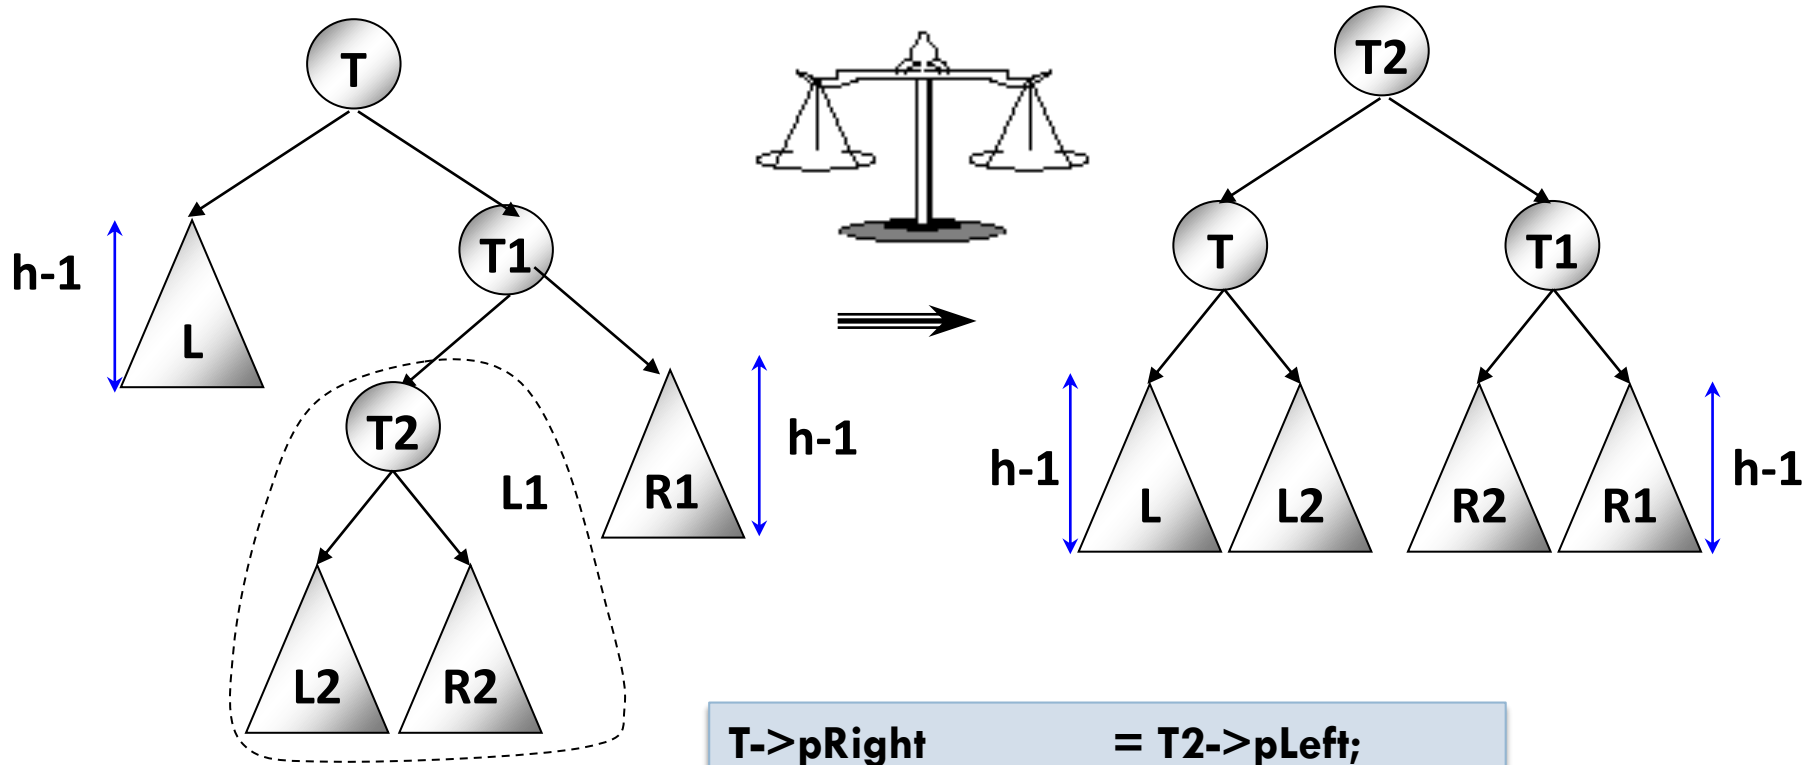 T
T2
h-1
L
T1
T
T1
T2
L1
R1
h-1
h-1
L
L2
R2
R1
h-1
L2
R2
T->pRight = T2->pLeft;